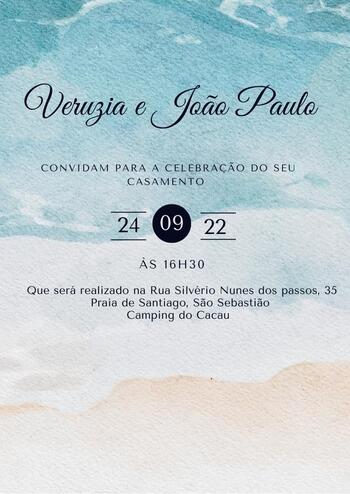 Veruzia e João Paulo
CONVIDAM PARA A CELEBRAÇÃO DO SEU
CASAMENTO
24 09 22
ÀS 16H30
Que será realizado na Rua Silvério Nunes dos passos, 35
Praia de Santiago, São Sebastião
Camping do Cacau